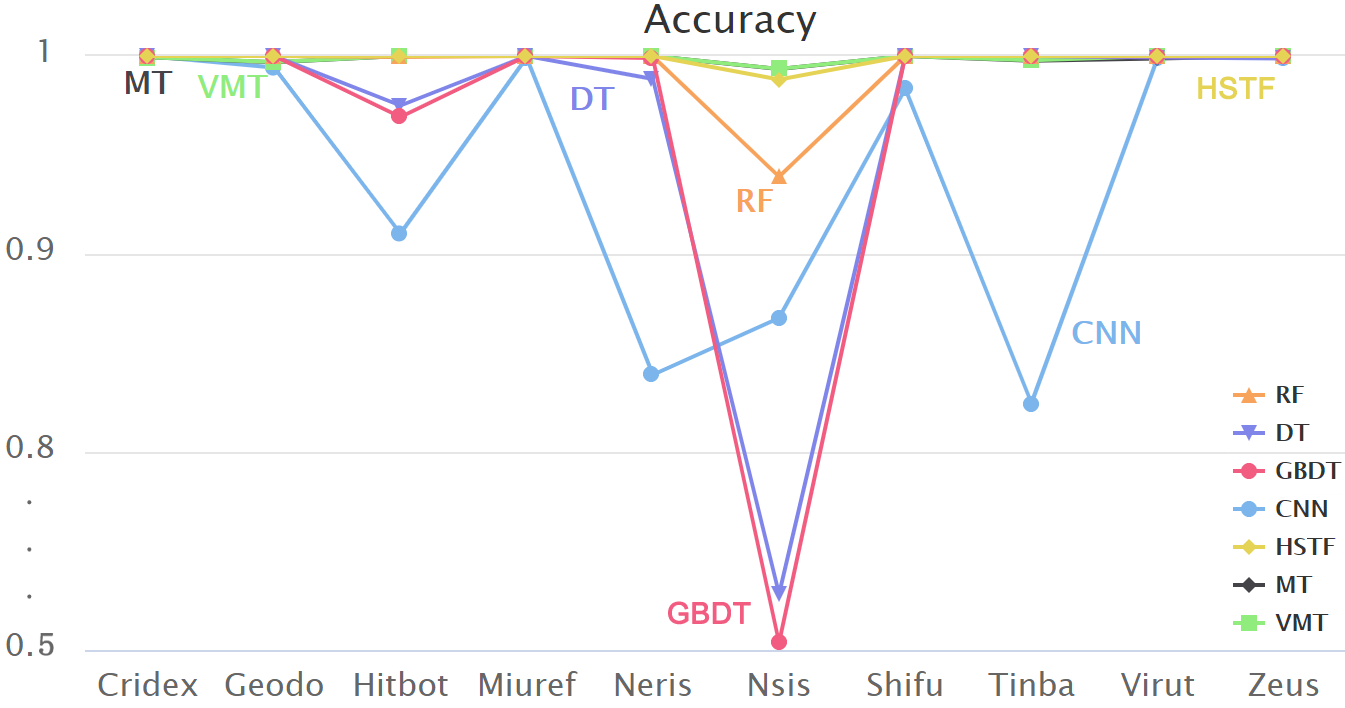 Accuracy
1
MT
VMT
DT
HSTF
RF
0.9
CNN
0.8
.
.
.
GBDT
0.5
RF
DT
GBDT
CNN
HSTF
MT
VMT
Cridex Geodo Hitbot Miuref Neris Nsis Shifu Tinba Virut Zeus